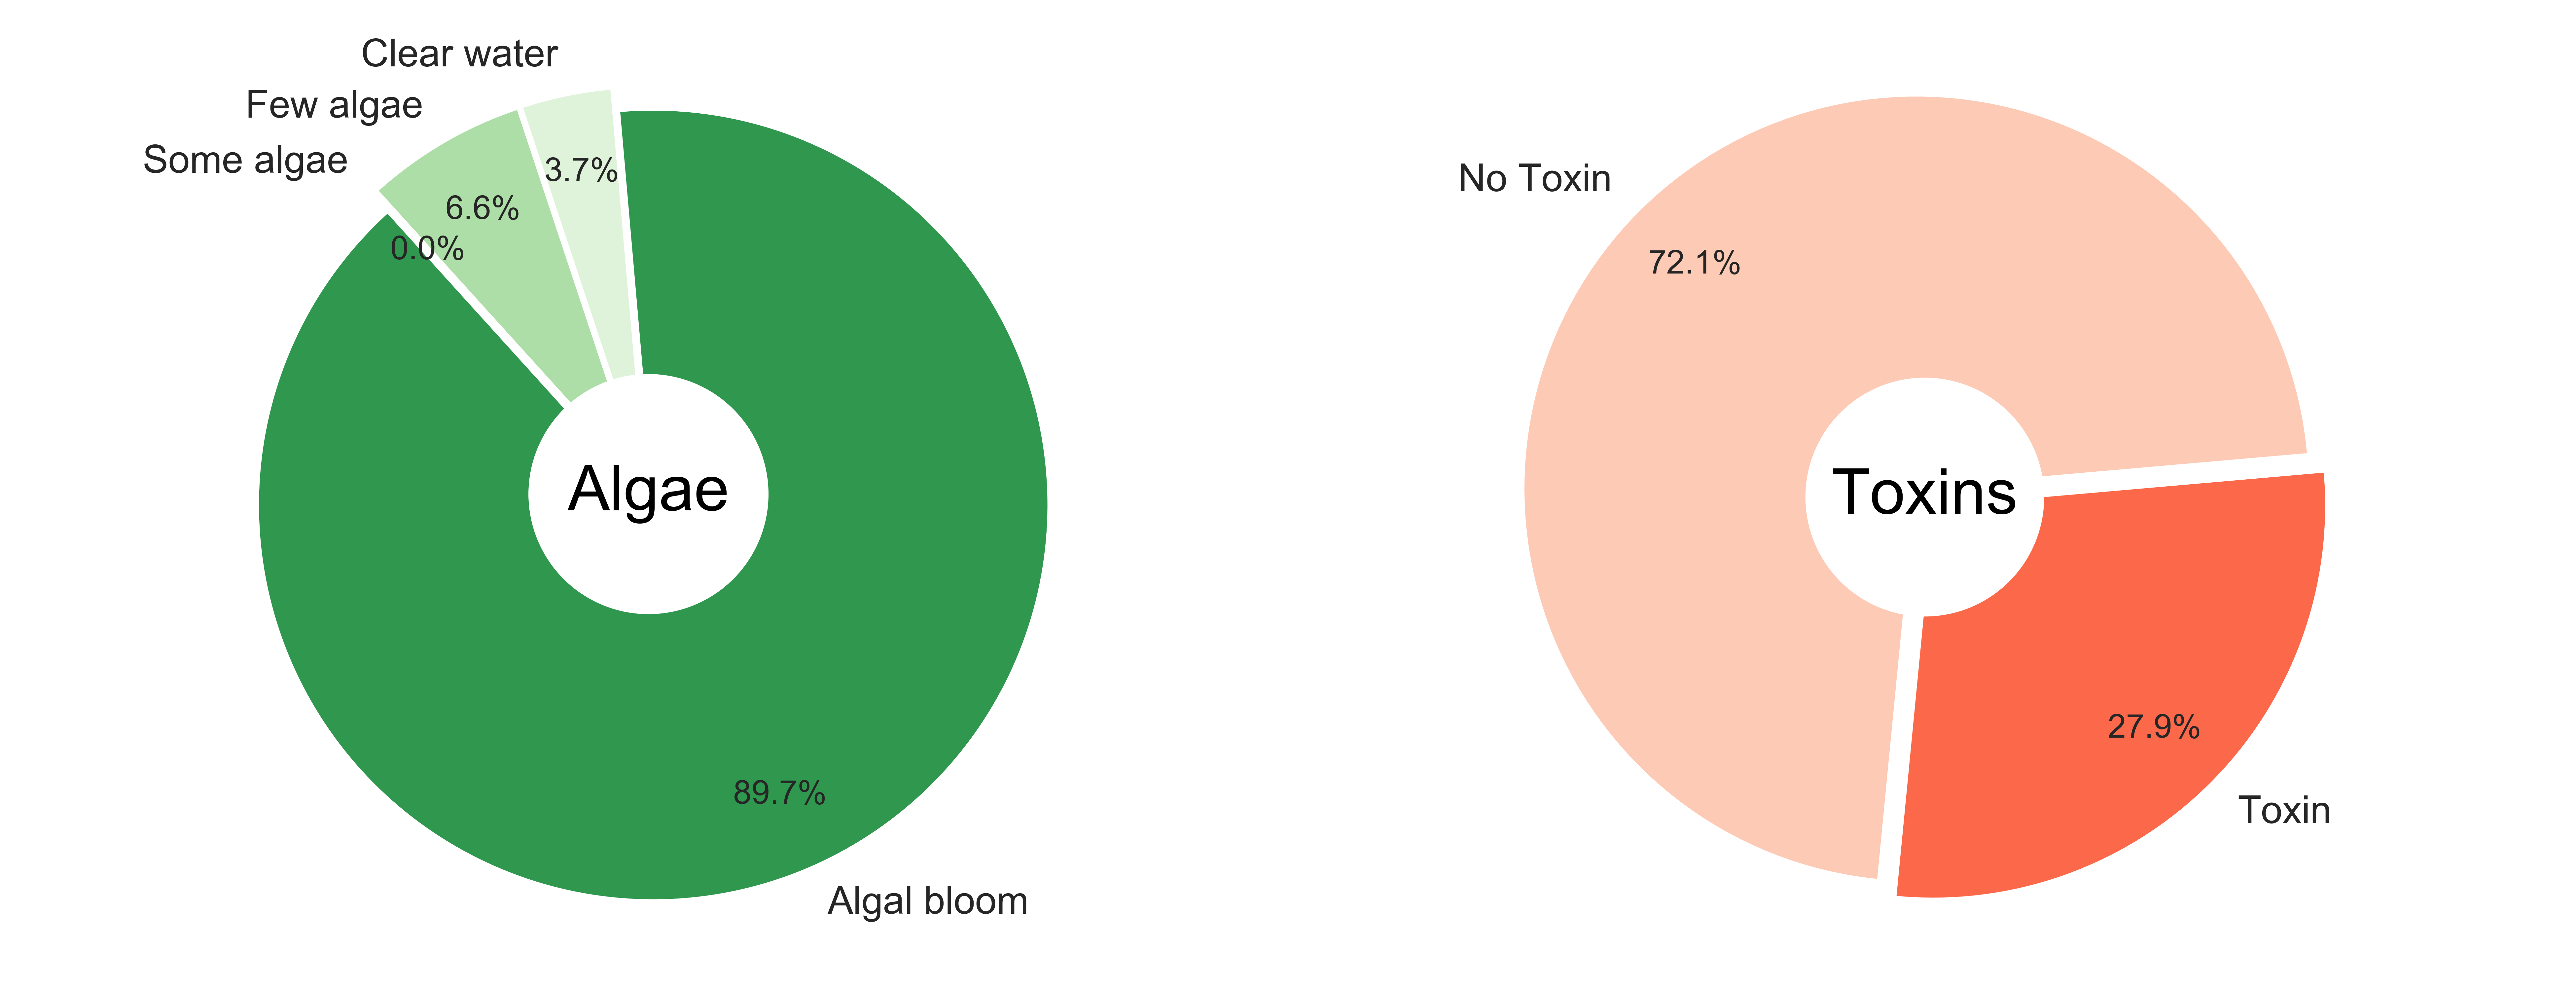 Clear water
Few algae
Some algae
3.7%
6.6%
0.0%
Algae
89.7%
Algal bloom
No Toxin
72.1%
Toxins
27.9%
Toxin